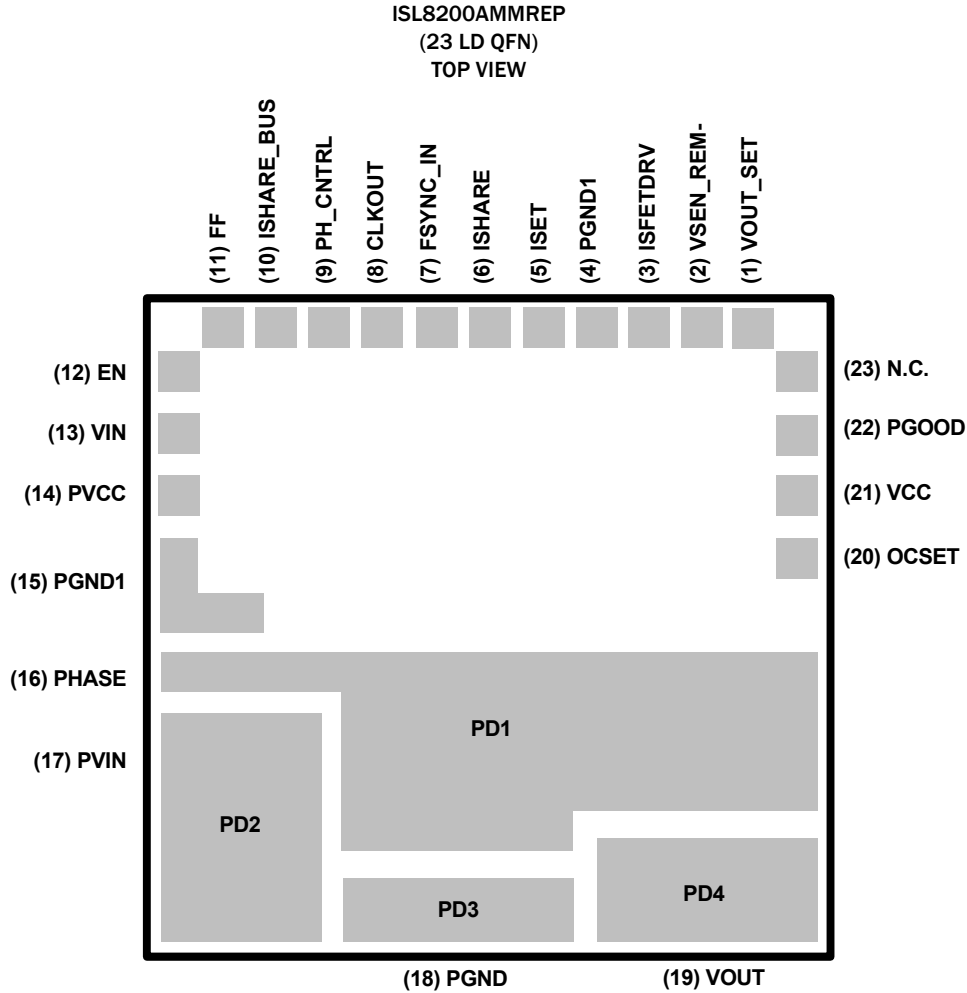 ISL8200AMMREP
(23 LD QFN)
TOP VIEW
(11) FF
(10) ISHARE_BUS
(9) PH_CNTRL
(8) CLKOUT
(7) FSYNC_IN
(6) ISHARE
(5) ISET
(4) PGND1
(3) ISFETDRV
(2) VSEN_REM-
(1) VOUT_SET
(12) EN
(23) N.C.
(13) VIN
(22) PGOOD
(14) PVCC
(21) VCC
(15) PGND1
(20) OCSET
(16) PHASE
PD1
(17) PVIN
PD2
PD3
PD4
(18) PGND
(19) VOUT